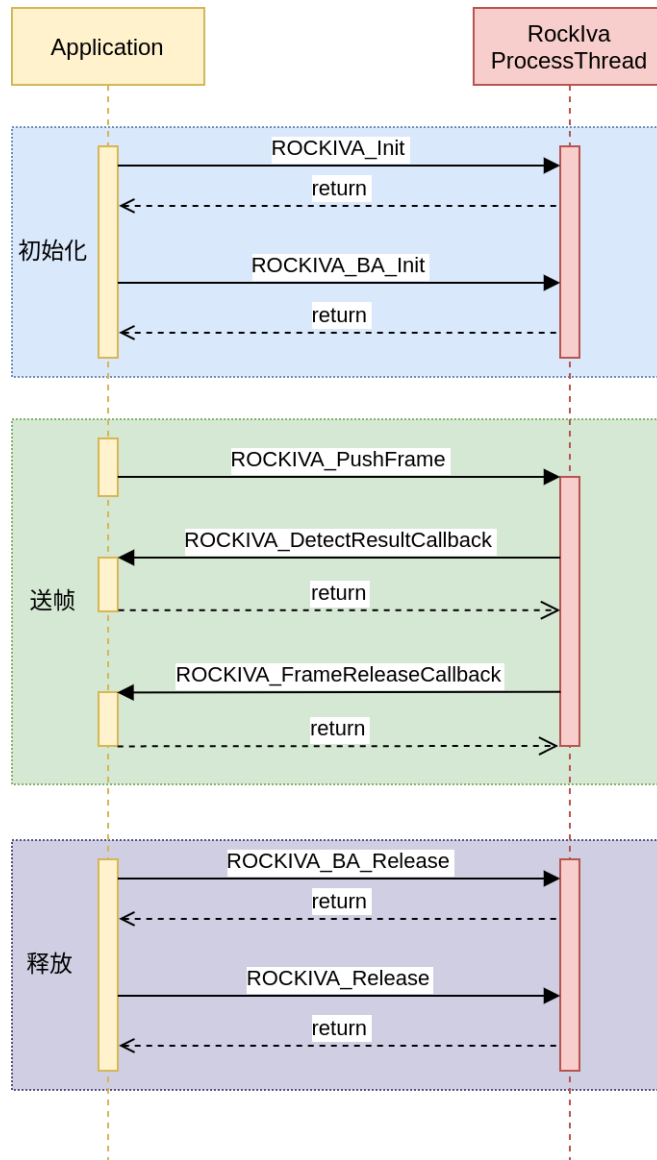 Application
RockIva
ProcessThread
ROCKIVA_Init
return
初始化
ROCKIVA_BA_Init
return
ROCKIVA_PushFrame
ROCKIVA_DetectResultCallback
return
送帧
ROCKIVA_FrameReleaseCallback
return
ROCKIVA_BA_Release
return
释放
ROCKIVA_Release
return